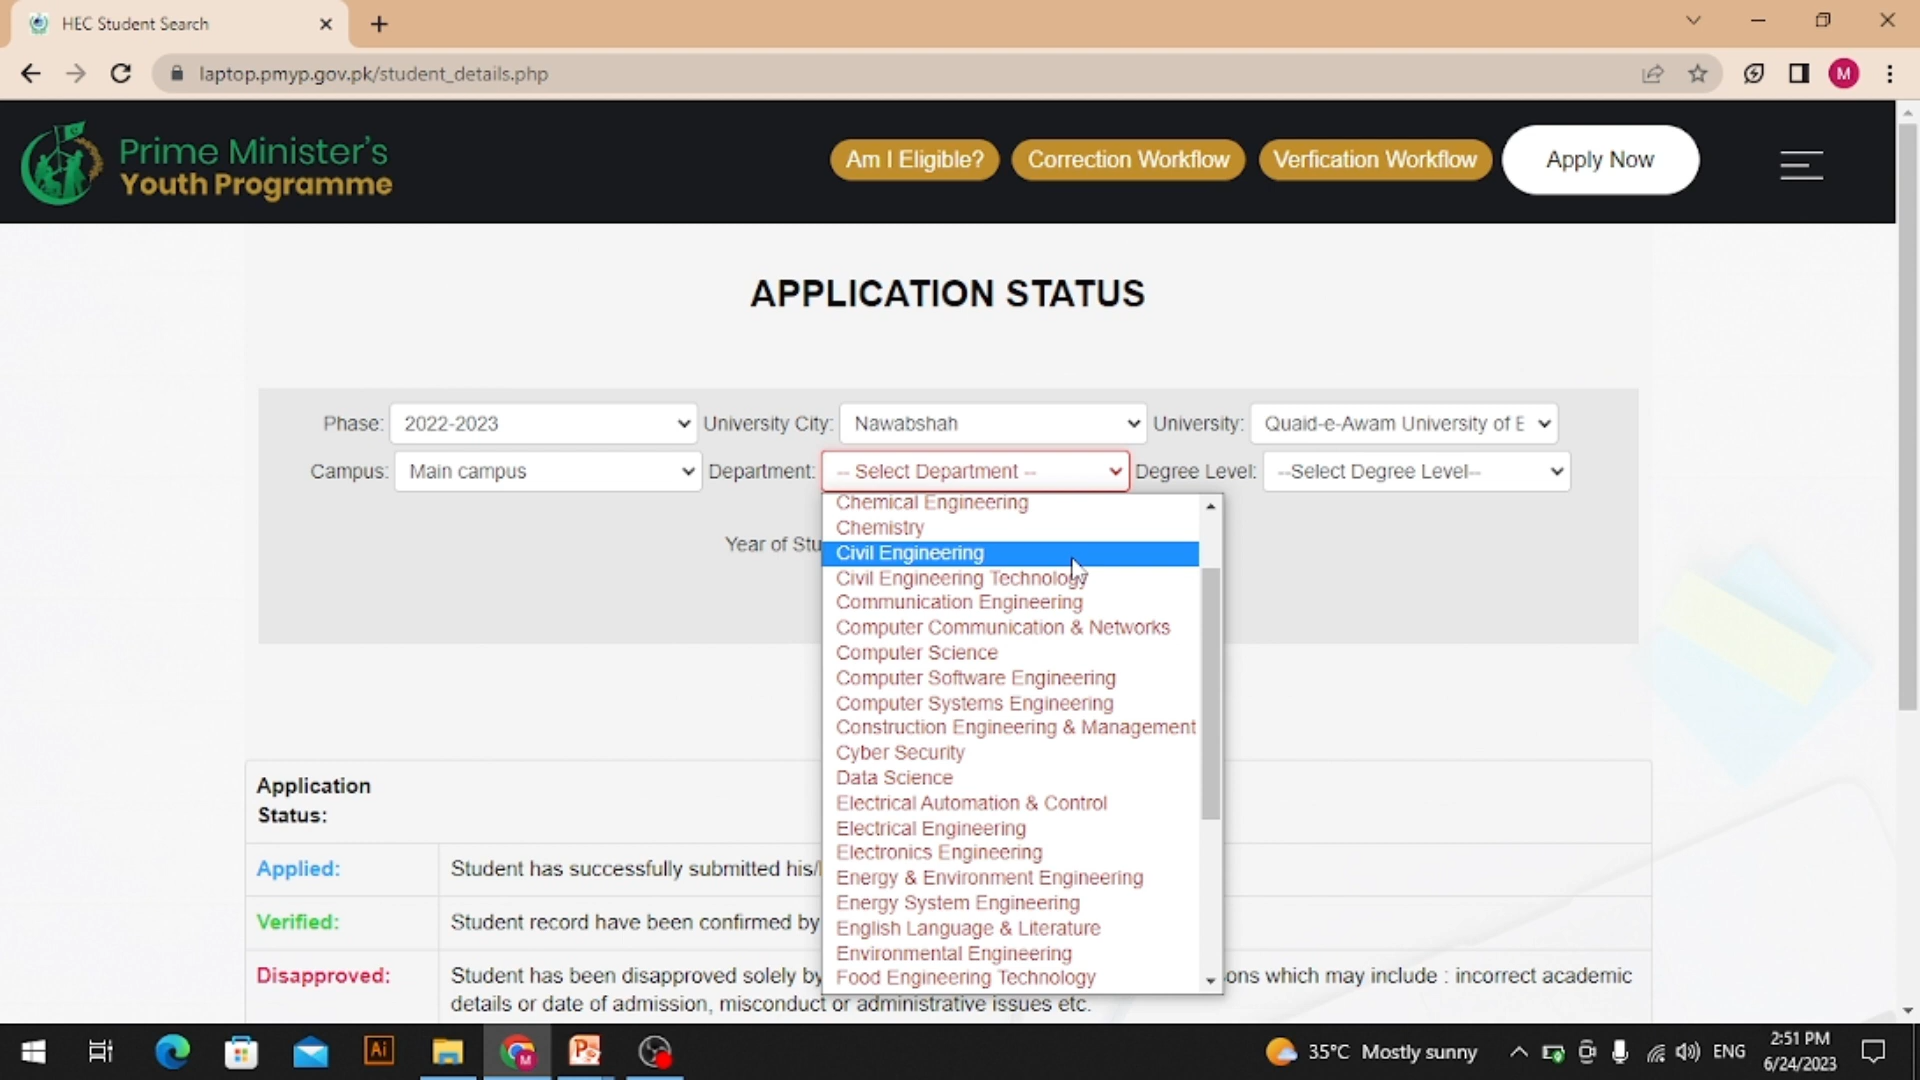 HEC Student Search
laptop.pmyp.gov.pk/student_details.php
M
Prime Minister's
Youth Programme
Am I Eligible?
Correction Workflow
Verfication Workflow
Apply Now
APPLICATION STATUS
Phase: 2022-2023 University City: Nawabshah University: Quaid-e-Awam University of E
Campus: Main campus Department: -- Select Department -- Degree Level: --Select Degree Level--
Year of Stu
Chemical Engineering
Chemistry
Civil Engineering
Civil Engineering Technology
Communication Engineering
Computer Communication & Networks
Computer Science
Computer Software Engineering
Computer Systems Engineering
Construction Engineering & Management
Cyber Security
Data Science
Electrical Automation & Control
Electrical Engineering
Electronics Engineering
Energy & Environment Engineering
Energy System Engineering
English Language & Literature
Environmental Engineering
Food Engineering Technology
Application
Status:
Applied: Student has successfully submitted his/
Verified: Student record have been confirmed by
Disapproved: Student has been disapproved solely by ons which may include : incorrect academic
details or date of admission, misconduct or administrative issues etc.
Ai
M
35°C Mostly sunny
ENG
2:51 PM
6/24/2023